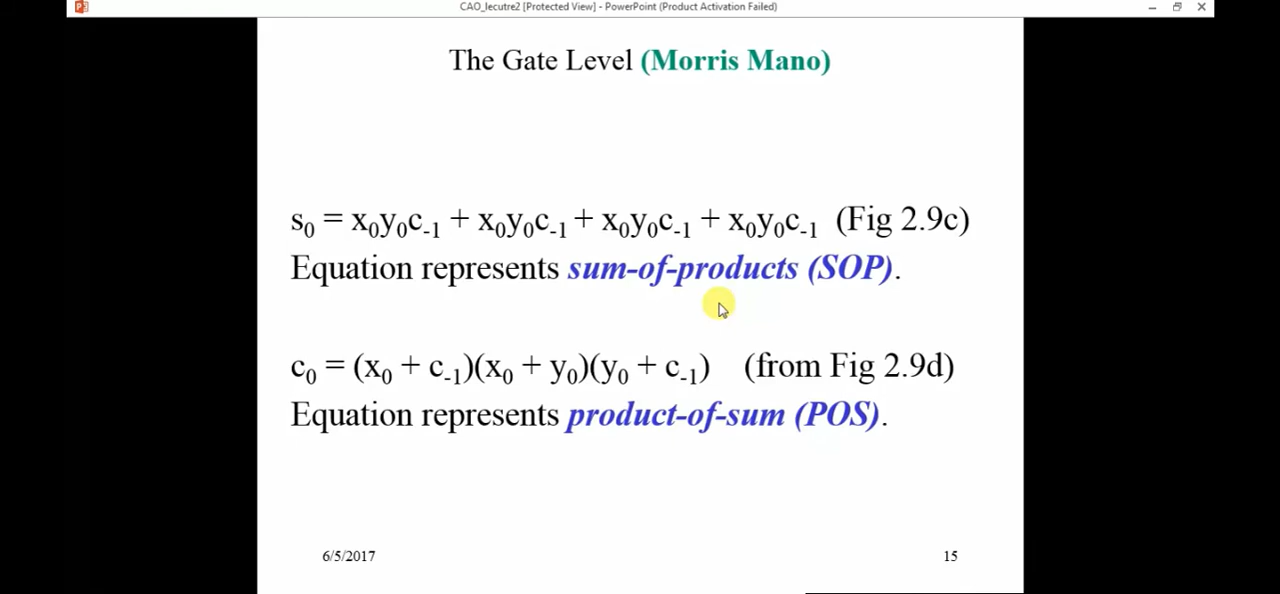 CAO_lecutre2 [Protected View] - PowerPoint (Product Activation Failed)
The Gate Level (Morris Mano)
s₀ = x₀y₀c₋₁ + x₀y₀c₋₁ + x₀y₀c₋₁ + x₀y₀c₋₁ (Fig 2.9c)
Equation represents sum-of-products (SOP).
c₀ = (x₀ + c₋₁)(x₀ + y₀)(y₀ + c₋₁) (from Fig 2.9d)
Equation represents product-of-sum (POS).
6/5/2017 15